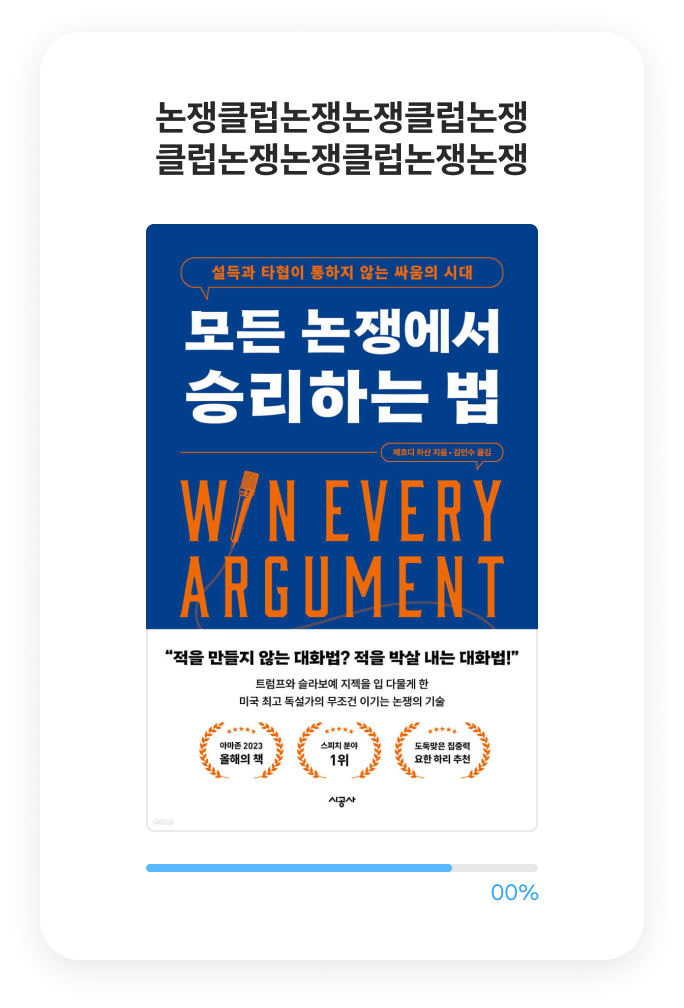 논쟁클럽논쟁논쟁클럽논쟁
클럽논쟁논쟁클럽논쟁논쟁
설득과 타협이 통하지 않는 싸움의 시대
모든 논쟁에서
승리하는 법
메흐디 하산 지음 • 김인수 옮김
WIN EVERY
ARGUMENT
“적을 만들지 않는 대화법? 적을 박살 내는 대화법!”
트럼프와 슬라보예 지젝을 입 다물게 한
미국 최고 독설가의 무조건 이기는 논쟁의 기술
아마존 2023
올해의 책
스피치 분야
1위
도둑맞은 집중력
요한 하리 추천
시공사
00%